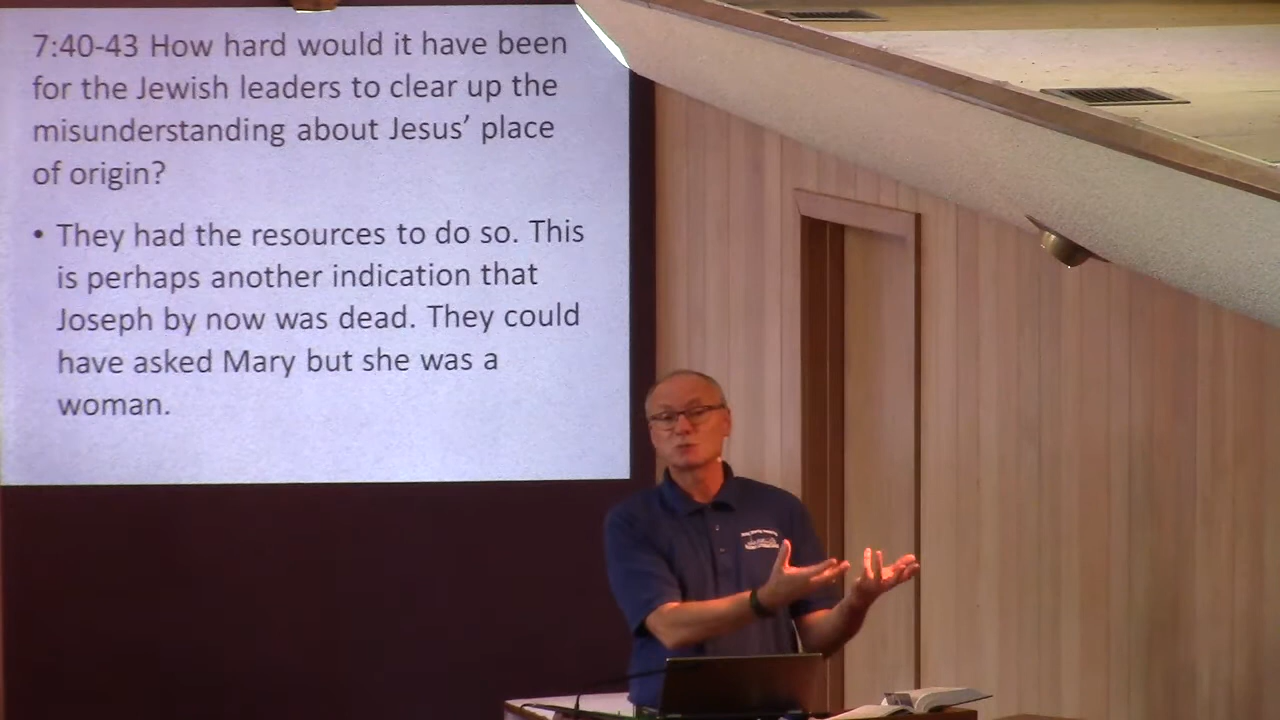 7:40-43 How hard would it have been
for the Jewish leaders to clear up the
misunderstanding about Jesus’ place
of origin?
• They had the resources to do so. This
is perhaps another indication that
Joseph by now was dead. They could
have asked Mary but she was a
woman.